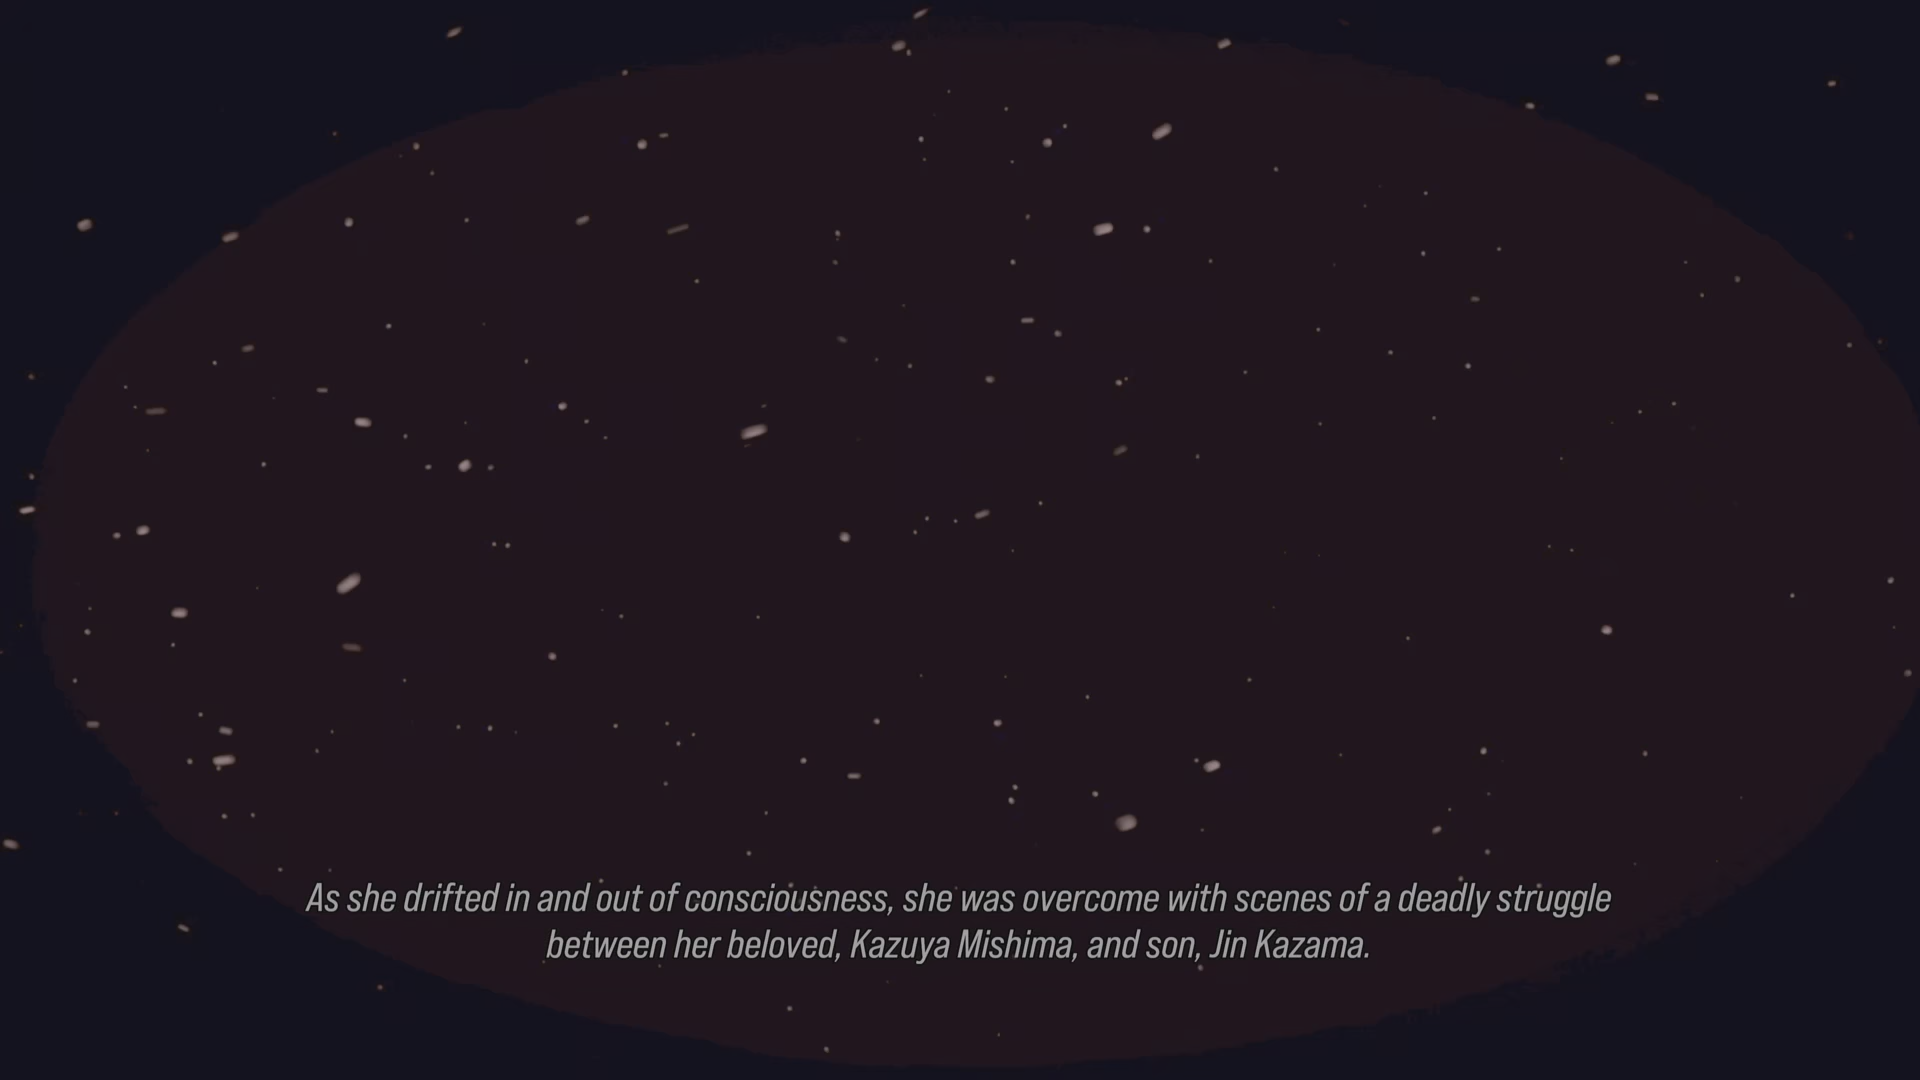 As she drifted in and out of consciousness, she was overcome with scenes of a deadly struggle
between her beloved, Kazuya Mishima, and son, Jin Kazama.